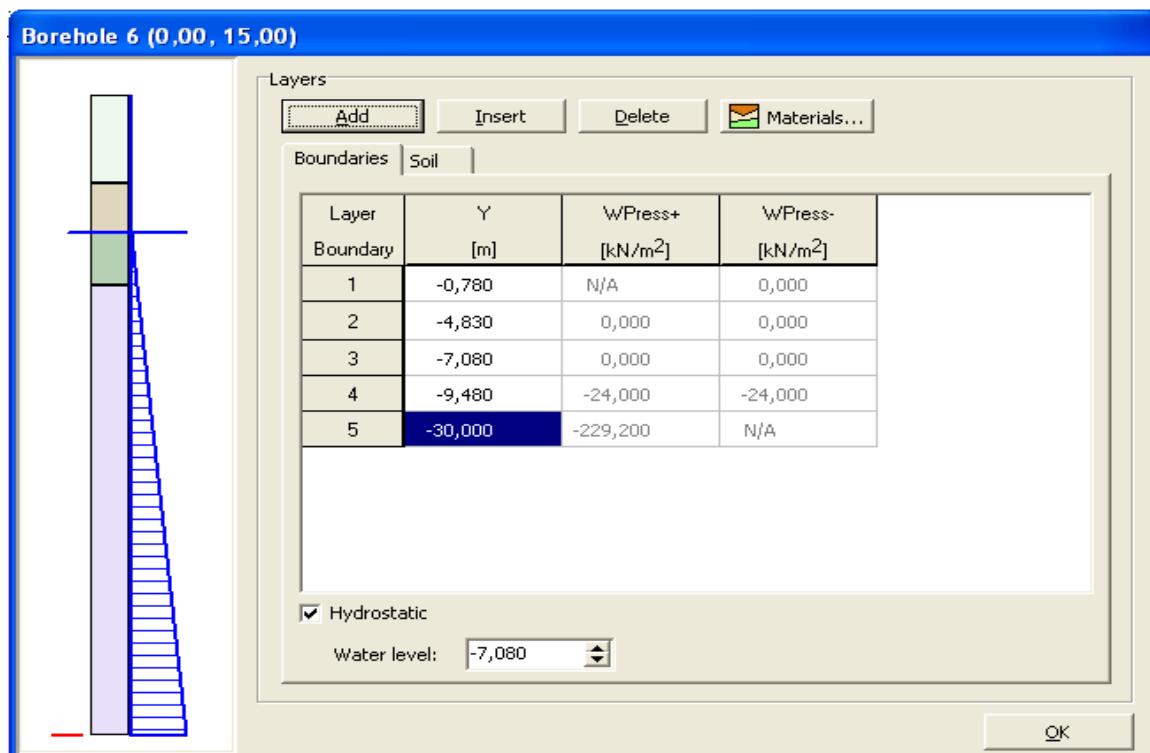 Borehole 6 (0,00, 15,00)
Layers
Add Insert Delete Materials...
Boundaries Soil
Layer Boundary Y [m] WPress+ [kN/m2] WPress- [kN/m2]
1 -0,780 N/A 0,000
2 -4,830 0,000 0,000
3 -7,080 0,000 0,000
4 -9,480 -24,000 -24,000
5 -30,000 -229,200 N/A
Hydrostatic
Water level: -7,080
OK